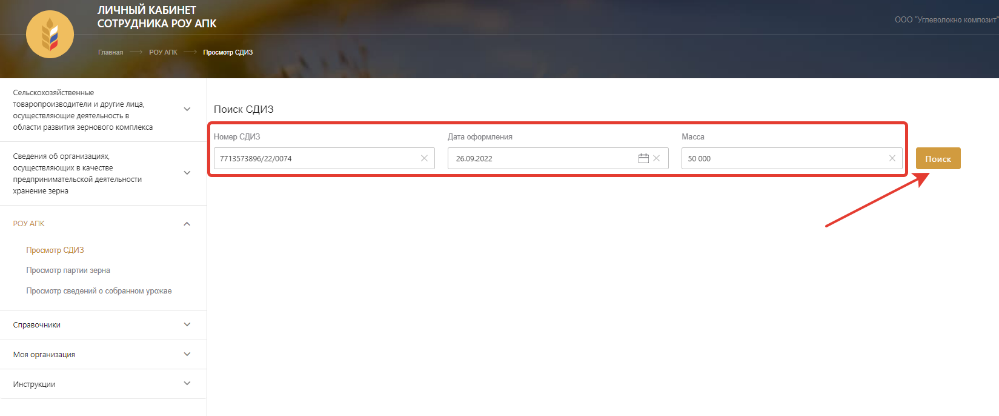 ЛИЧНЫЙ КАБИНЕТ
СОТРУДНИКА РОУ АПК
ООО "Углеволокно композит"
Главная РОУ АПК Просмотр СДИЗ
Сельскохозяйственные
товаропроизводители и другие лица,
осуществляющие деятельность в
области развития зернового комплекса
Сведения об организациях,
осуществляющих в качестве
предпринимательской деятельности
хранение зерна
РОУ АПК
Просмотр СДИЗ
Просмотр партии зерна
Просмотр сведений о собранном урожае
Справочники
Моя организация
Инструкции
Поиск СДИЗ
Номер СДИЗ Дата оформления Масса
7713573896/22/0074 26.09.2022 50 000 Поиск